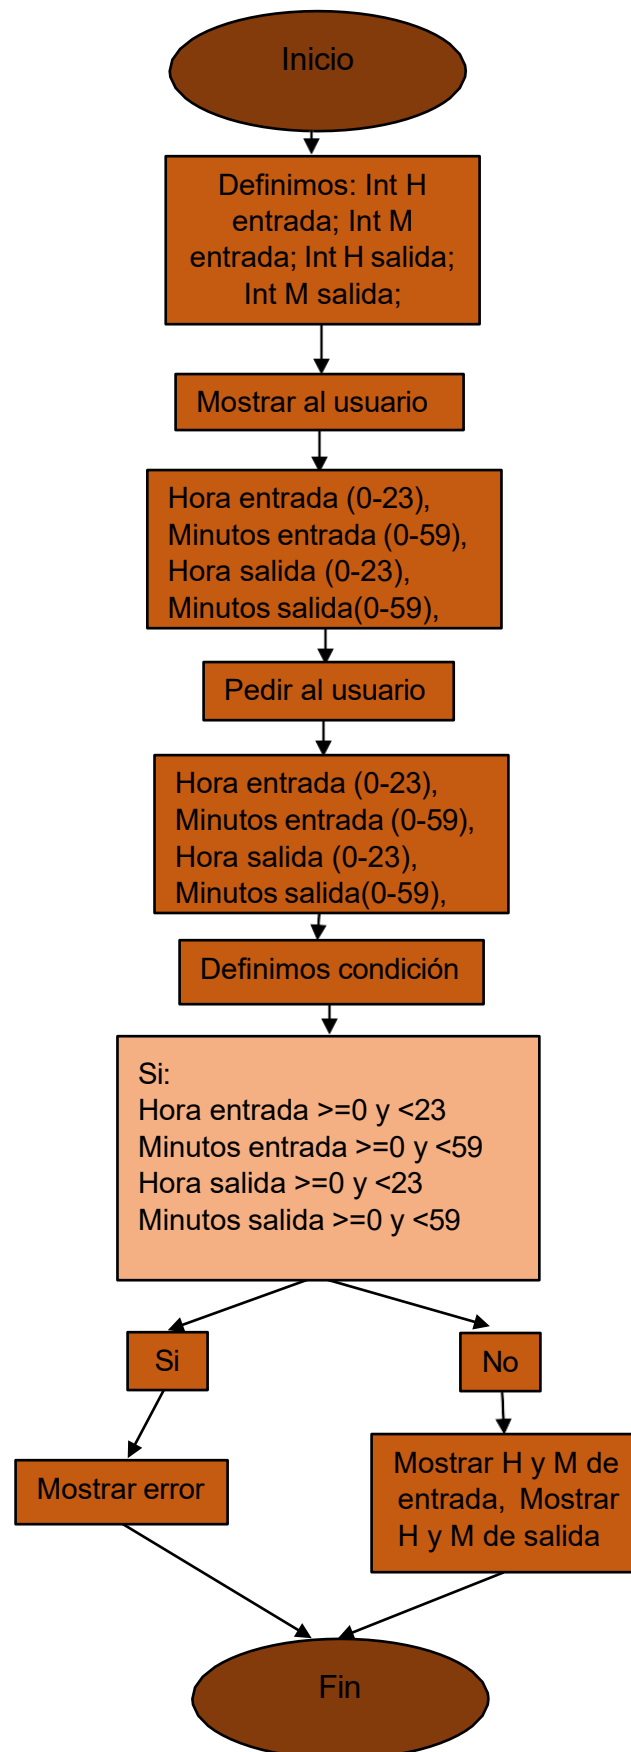 Inicio
Definimos: Int H
entrada; Int M
entrada; Int H salida;
Int M salida;
Mostrar al usuario
Hora entrada (0-23),
Minutos entrada (0-59),
Hora salida (0-23),
Minutos salida(0-59),
Pedir al usuario
Hora entrada (0-23),
Minutos entrada (0-59),
Hora salida (0-23),
Minutos salida(0-59),
Definimos condición
Si:
Hora entrada >=0 y <23
Minutos entrada >=0 y <59
Hora salida >=0 y <23
Minutos salida >=0 y <59
Si
No
Mostrar error
Mostrar H y M de
entrada, Mostrar
H y M de salida
Fin